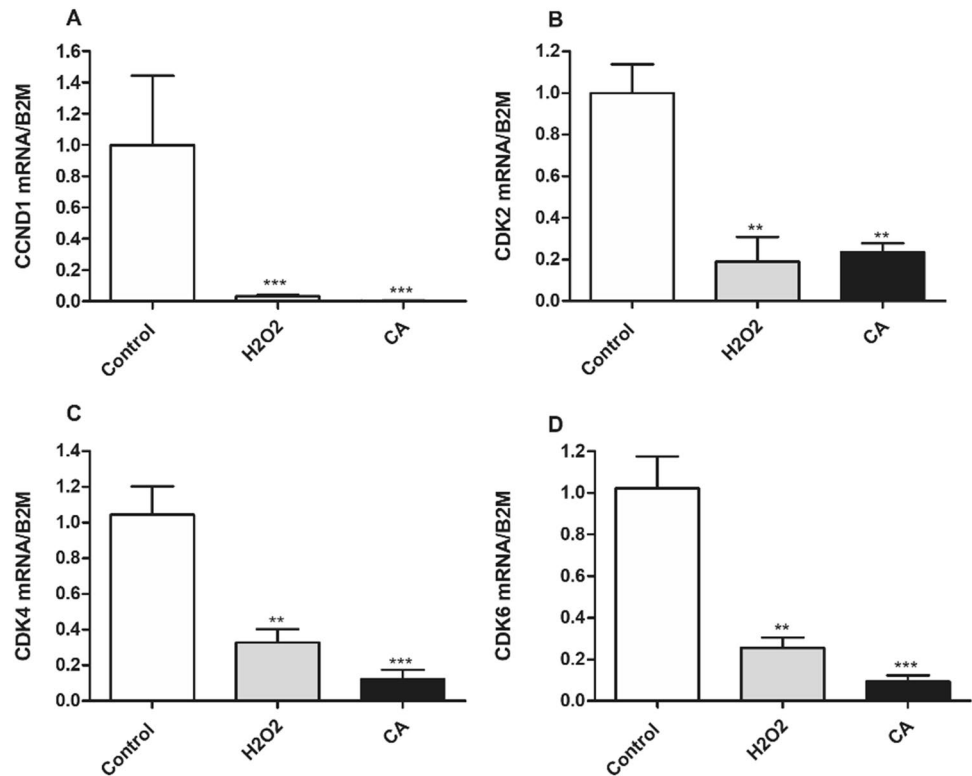 A
CCND1 mRNA/B2M
1.6
1.4
1.2
1.0
0.8
0.6
0.4
0.2
0.0
***
***
Control
H2O2
CA
B
CDK2 mRNA/B2M
1.2
1.0
0.8
0.6
0.4
0.2
0.0
**
**
Control
H2O2
CA
C
CDK4 mRNA/B2M
1.4
1.2
1.0
0.8
0.6
0.4
0.2
0.0
**
***
Control
H2O2
CA
D
CDK6 mRNA/B2M
1.2
1.0
0.8
0.6
0.4
0.2
0.0
**
***
Control
H2O2
CA